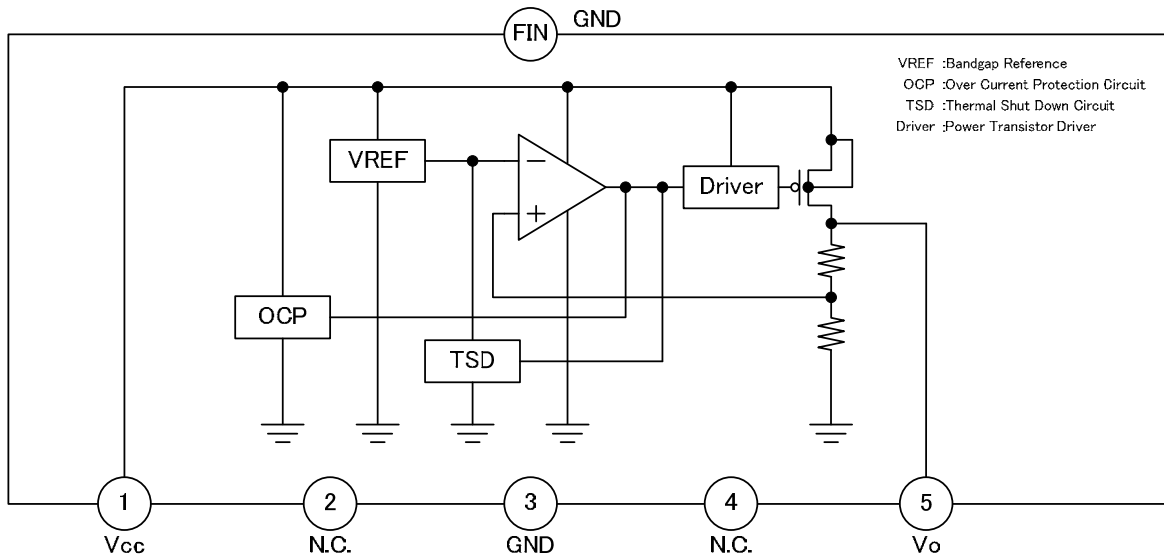 FIN GND
VREF :Bandgap Reference
OCP :Over Current Protection Circuit
TSD :Thermal Shut Down Circuit
Driver :Power Transistor Driver
VREF
−
+
Driver
OCP
TSD
1 2 3 4 5
Vcc N.C. GND N.C. Vo